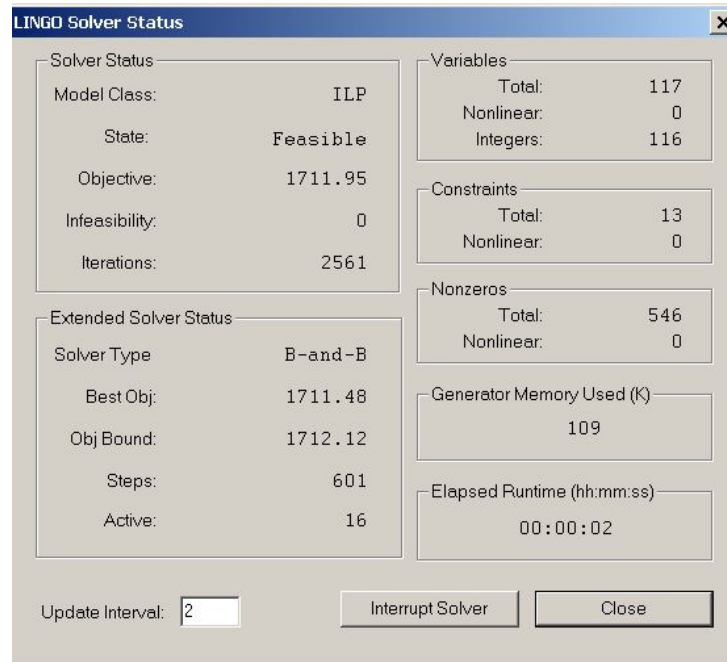 LINGO Solver Status
Solver Status
Model Class: ILP
State: Feasible
Objective: 1711.95
Infeasibility: 0
Iterations: 2561
Extended Solver Status
Solver Type B-and-B
Best Obj: 1711.48
Obj Bound: 1712.12
Steps: 601
Active: 16
Variables
Total: 117
Nonlinear: 0
Integers: 116
Constraints
Total: 13
Nonlinear: 0
Nonzeros
Total: 546
Nonlinear: 0
Generator Memory Used (K)
109
Elapsed Runtime (hh:mm:ss)
00:00:02
Update Interval: 2
Interrupt Solver
Close